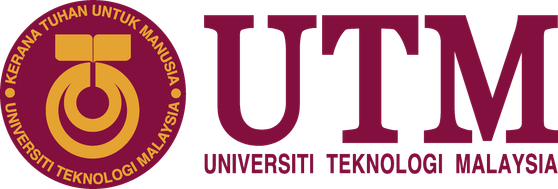 KERANA TUHAN UNTUK MANUSIA
UNIVERSITI TEKNOLOGI MALAYSIA
UTM
UNIVERSITI TEKNOLOGI MALAYSIA